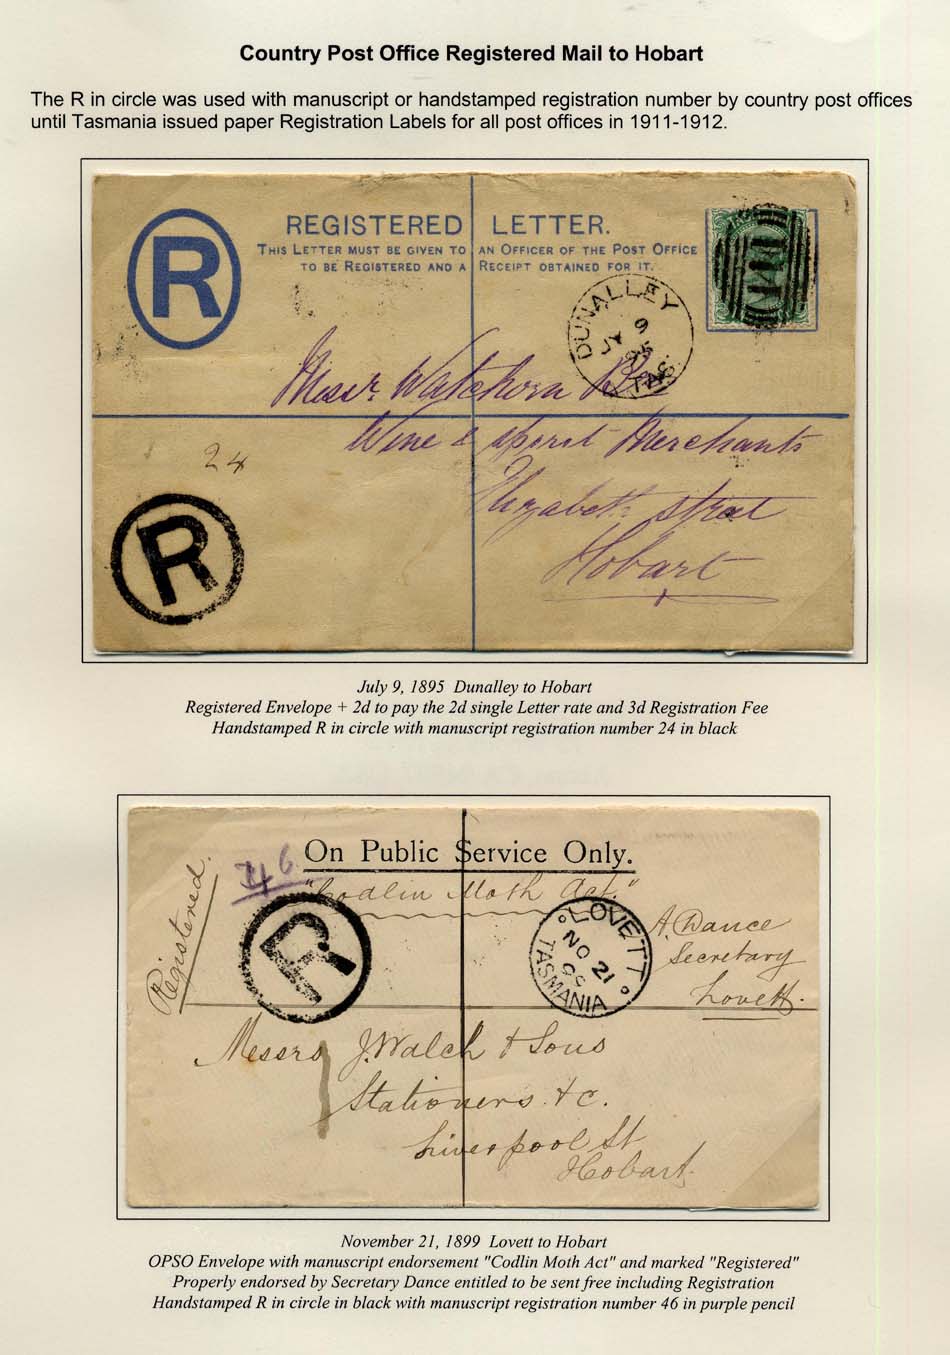 Country Post Office Registered Mail to Hobart
The R in circle was used with manuscript or handstamped registration number by country post offices
until Tasmania issued paper Registration Labels for all post offices in 1911-1912.
R
REGISTERED LETTER.
THIS LETTER MUST BE GIVEN TO AN OFFICER OF THE POST OFFICE
TO BE REGISTERED AND A RECEIPT OBTAINED FOR IT.
DUNALLEY
9
JY
95
TAS.
Messr. Watchorn
Wine & spirit Merchants
24
Elizabeth street
Hobart
R
July 9, 1895 Dunalley to Hobart
Registered Envelope + 2d to pay the 2d single Letter rate and 3d Registration Fee
Handstamped R in circle with manuscript registration number 24 in black
On Public Service Only.
46
"Codlin Moth Act."
Registered.
R
LOVETT
NO 21
99
TASMANIA
A. Dance
Secretary
Lovett.
Messrs J. Walch & Sons
Stationers &c.
Liverpool St
Hobart.
November 21, 1899 Lovett to Hobart
OPSO Envelope with manuscript endorsement "Codlin Moth Act" and marked "Registered"
Properly endorsed by Secretary Dance entitled to be sent free including Registration
Handstamped R in circle in black with manuscript registration number 46 in purple pencil